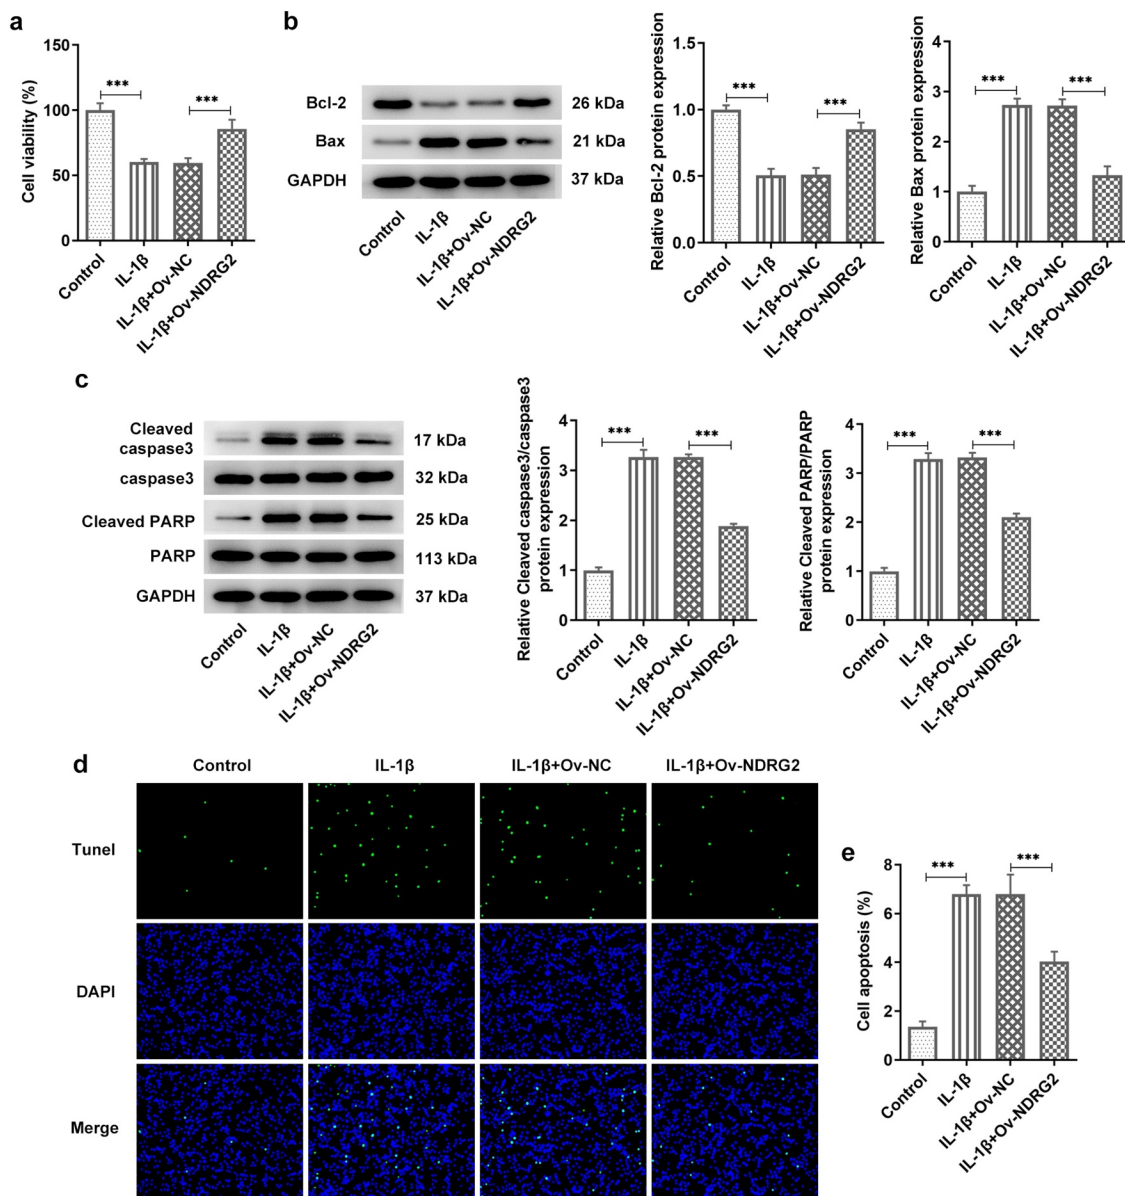 a
Cell viability (%)
150
100
50
0
***
***
Control
IL-1β
IL-1β+Ov-NC
IL-1β+Ov-NDRG2
b
Bcl-2
26 kDa
Bax
21 kDa
GAPDH
37 kDa
Control
IL-1β
IL-1β+Ov-NC
IL-1β+Ov-NDRG2
Relative Bcl-2 protein expression
1.5
1.0
0.5
0.0
***
***
Control
IL-1β
IL-1β+Ov-NC
IL-1β+Ov-NDRG2
Relative Bax protein expression
4
3
2
1
0
***
***
Control
IL-1β
IL-1β+Ov-NC
IL-1β+Ov-NDRG2
c
Cleaved
caspase3
17 kDa
caspase3
32 kDa
Cleaved PARP
25 kDa
PARP
113 kDa
GAPDH
37 kDa
Control
IL-1β
IL-1β+Ov-NC
IL-1β+Ov-NDRG2
Relative Cleaved caspase3/caspase3
protein expression
4
3
2
1
0
***
***
Control
IL-1β
IL-1β+Ov-NC
IL-1β+Ov-NDRG2
Relative Cleaved PARP/PARP
protein expression
4
3
2
1
0
***
***
Control
IL-1β
IL-1β+Ov-NC
IL-1β+Ov-NDRG2
d
Control
IL-1β
IL-1β+Ov-NC
IL-1β+Ov-NDRG2
Tunel
DAPI
Merge
e
Cell apoptosis (%)
8
6
4
2
0
***
***
Control
IL-1β
IL-1β+Ov-NC
IL-1β+Ov-NDRG2